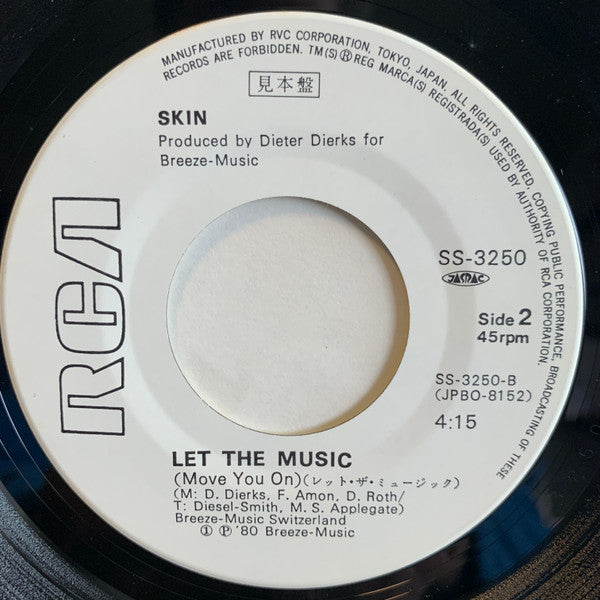 MANUFACTURED BY RVC CORPORATION, TOKYO, JAPAN. ALL RIGHTS RESERVED, COPYING PUBLIC PERFORMANCE, BROADCASTING OF THESE
RECORDS ARE FORBIDDEN. TM(S)®REG MARCA(S) REGISTRADA(S) USED BY AUTHORITY OF RCA CORPORATION.
見本盤
SKIN
Produced by Dieter Dierks for
Breeze-Music
RCA
SS-3250
JASRAC
Side 2
45rpm
SS-3250-B
(JPBO-8152)
4:15
LET THE MUSIC
(Move You On)(レット・ザ・ミュージック)
(M: D. Dierks, F. Amon, D. Roth/
T: Diesel-Smith, M. S. Applegate)
Breeze-Music Switzerland
① ℗ '80 Breeze-Music